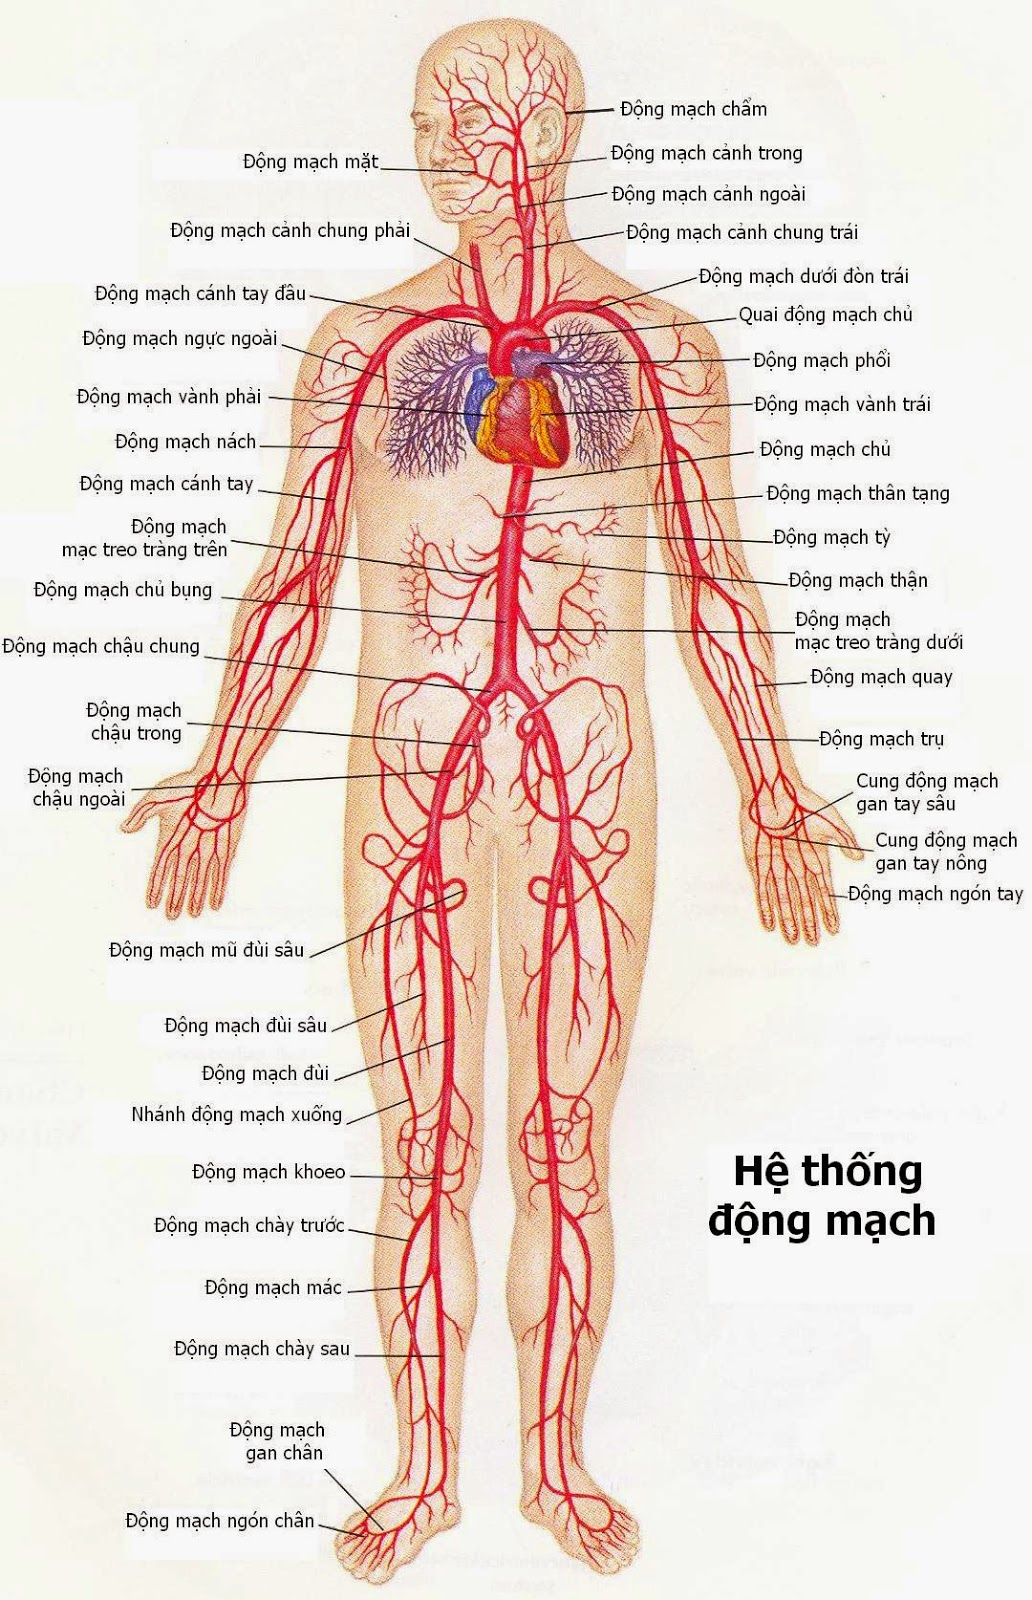 Động mạch chẩm
Động mạch cảnh trong
Động mạch mặt
Động mạch cảnh ngoài
Động mạch cảnh chung phải
Động mạch cảnh chung trái
Động mạch dưới đòn trái
Động mạch cánh tay đầu
Quai động mạch chủ
Động mạch ngực ngoài
Động mạch phổi
Động mạch vành phải
Động mạch vành trái
Động mạch nách
Động mạch chủ
Động mạch cánh tay
Động mạch thân tạng
Động mạch
mạc treo tràng trên
Động mạch tỳ
Động mạch thận
Động mạch chủ bụng
Động mạch
mạc treo tràng dưới
Động mạch chậu chung
Động mạch quay
Động mạch
chậu trong
Động mạch trụ
Động mạch
chậu ngoài
Cung động mạch
gan tay sâu
Cung động mạch
gan tay nông
Động mạch ngón tay
Động mạch mũ đùi sâu
Động mạch đùi sâu
Động mạch đùi
Nhánh động mạch xuống
Động mạch khoeo
Hệ thống
động mạch
Động mạch chày trước
Động mạch mác
Động mạch chày sau
Động mạch
gan chân
Động mạch ngón chân